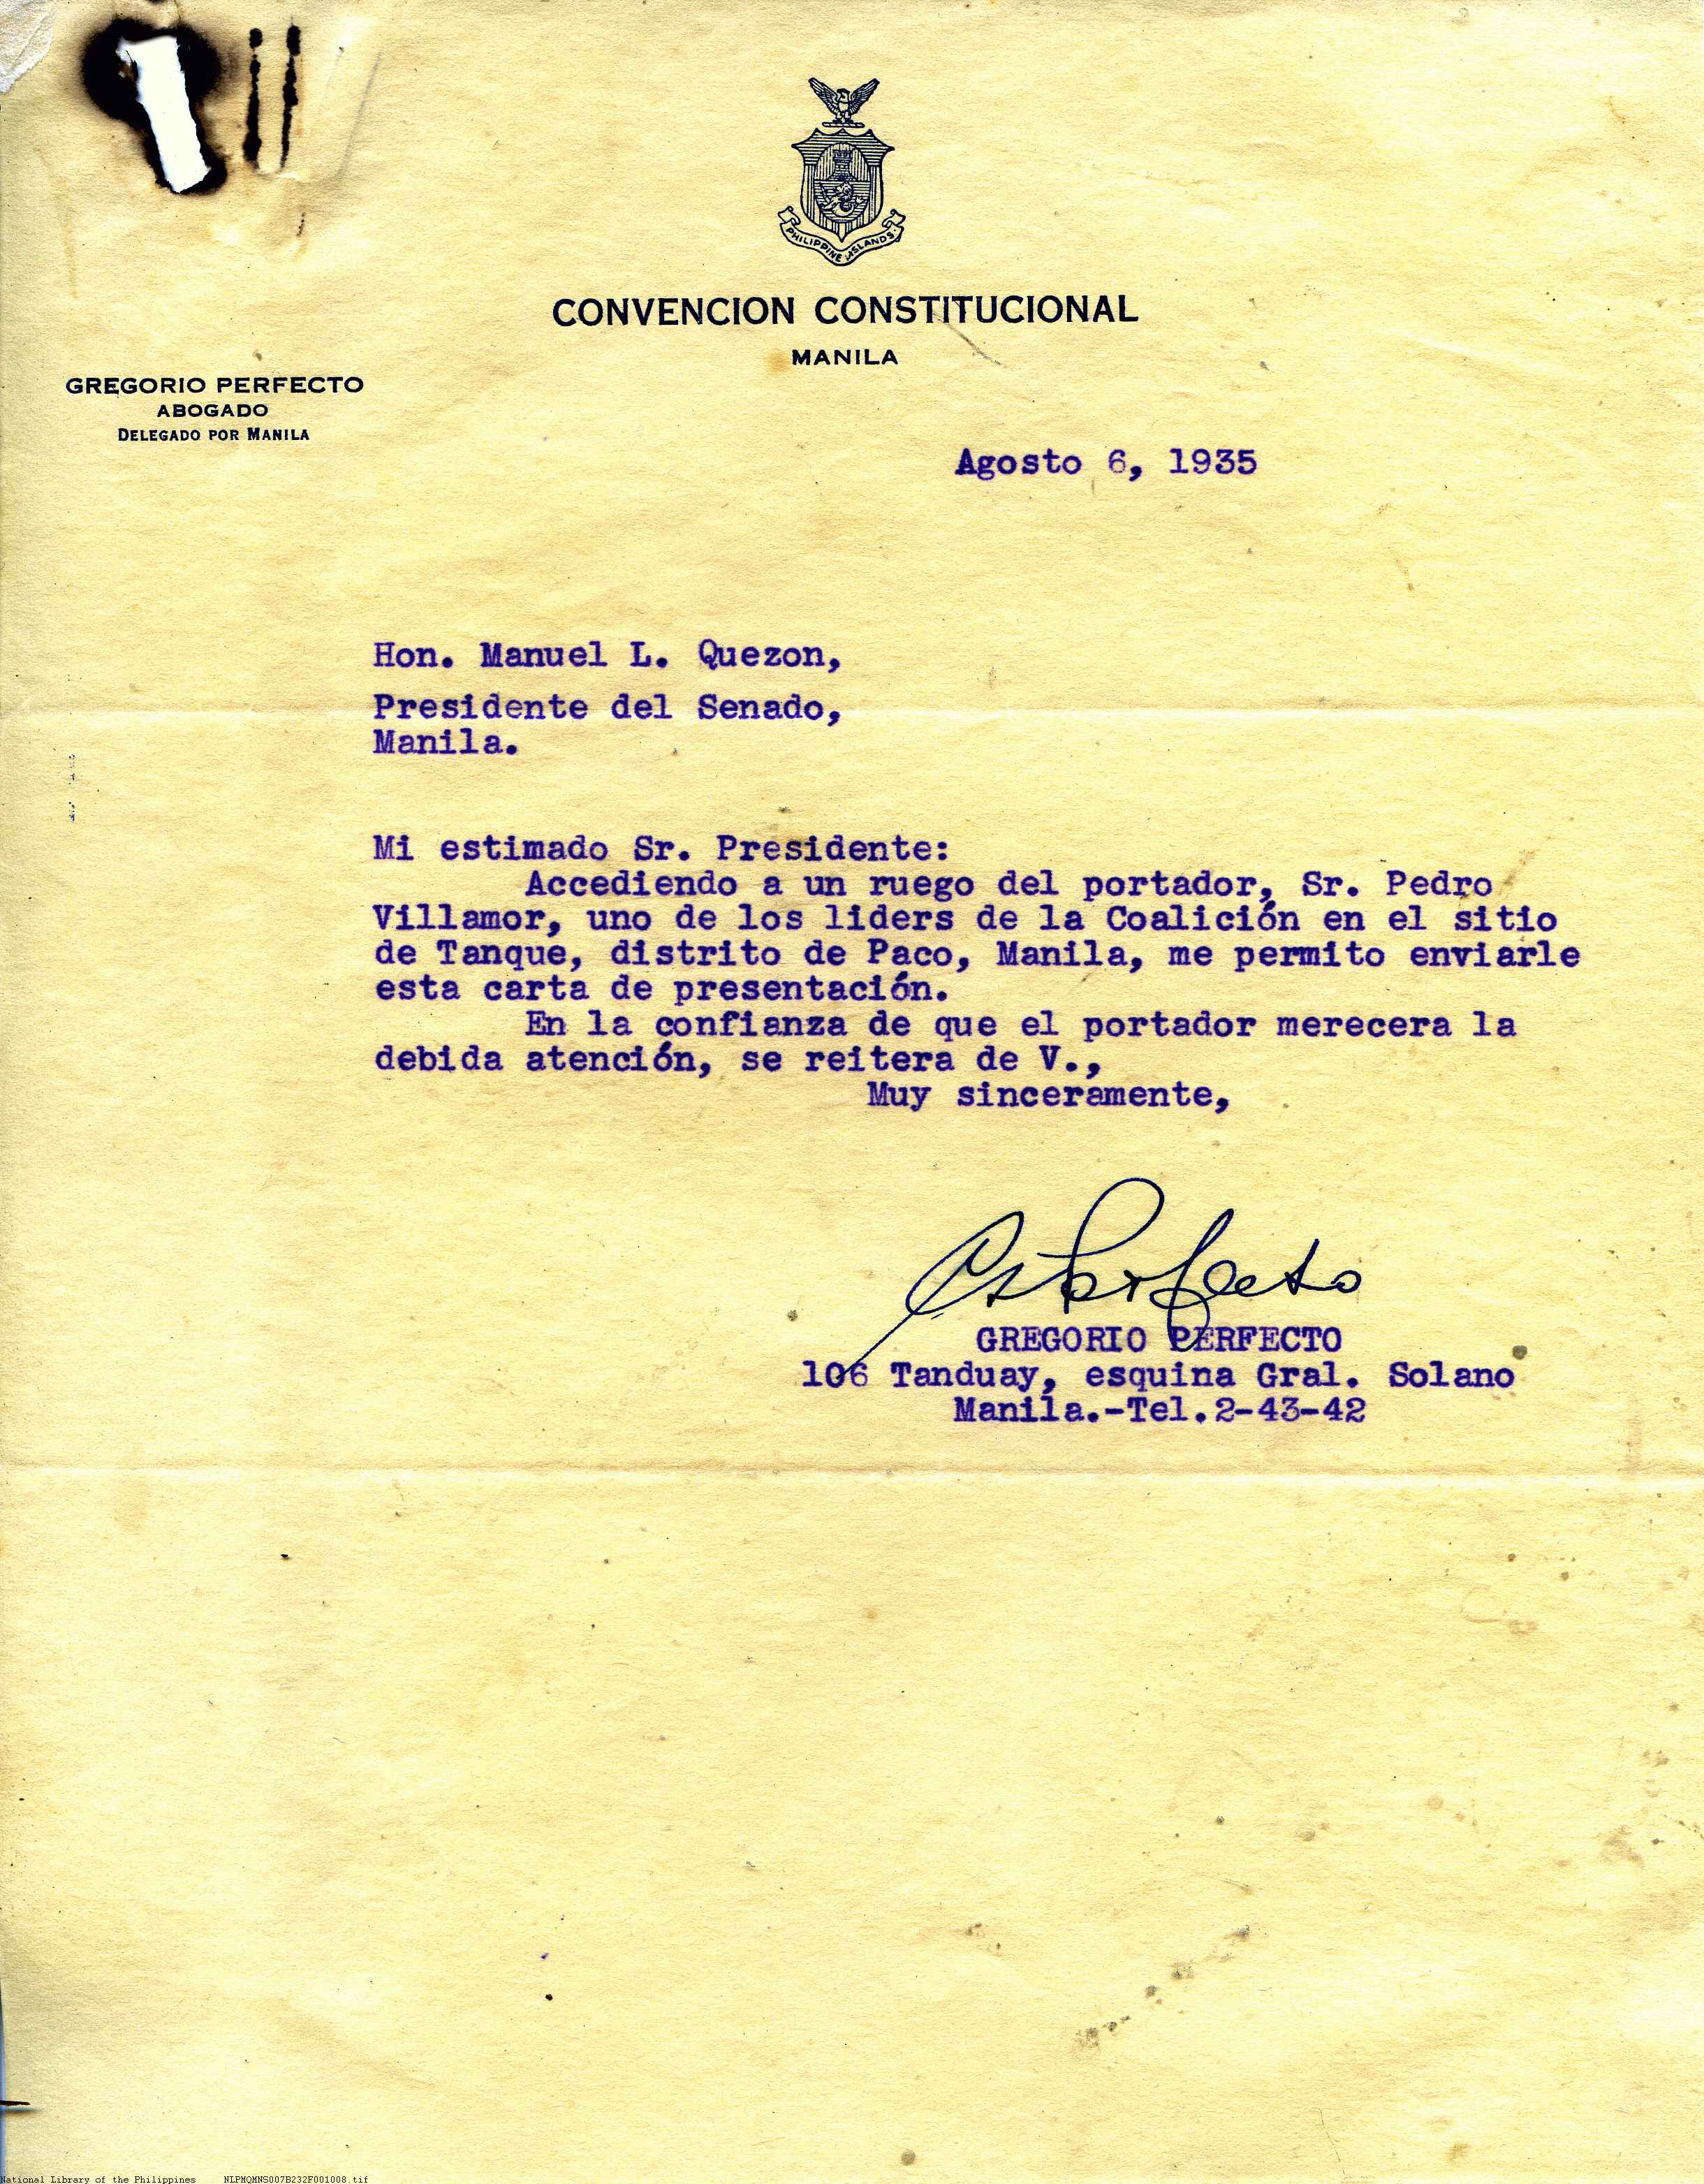 PHILIPPINE ISLANDS
CONVENCION CONSTITUCIONAL
MANILA
GREGORIO PERFECTO
ABOGADO
DELEGADO POR MANILA
Agosto 6, 1935
Hon. Manuel L. Quezon,
Presidente del Senado,
Manila.
Mi estimado Sr. Presidente:
Accediendo a un ruego del portador, Sr. Pedro
Villamor, uno de los liders de la Coalición en el sitio
de Tanque, distrito de Paco, Manila, me permito enviarle
esta carta de presentación.
En la confianza de que el portador merecera la
debida atención, se reitera de V.,
Muy sinceramente,
GPerfecto
GREGORIO PERFECTO
106 Tanduay, esquina Gral. Solano
Manila.-Tel.2-43-42
National Library of the Philippines NLPMQMNS007B232F001008.tif